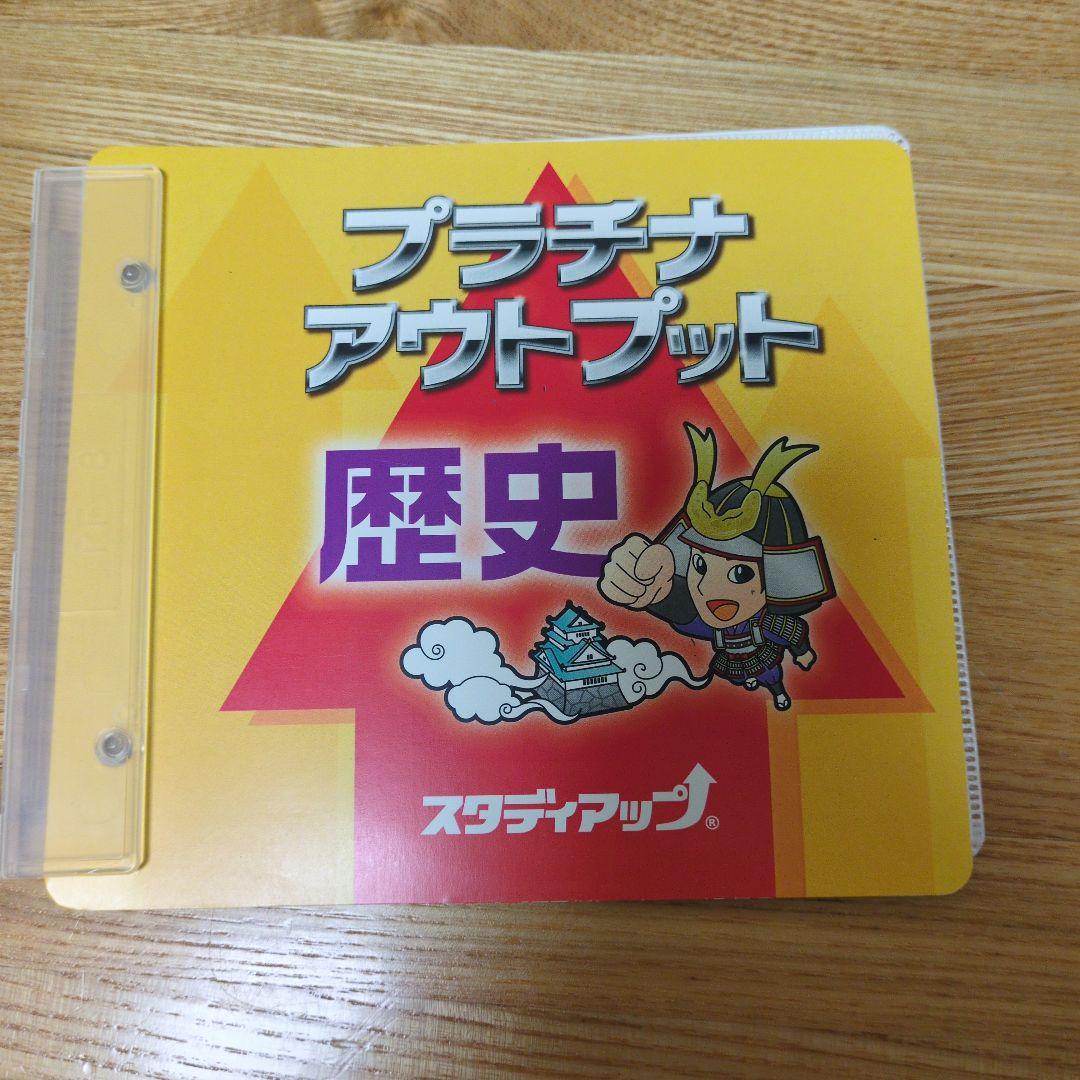 プラチナ
アウトプット
歴史
スタディアップ®